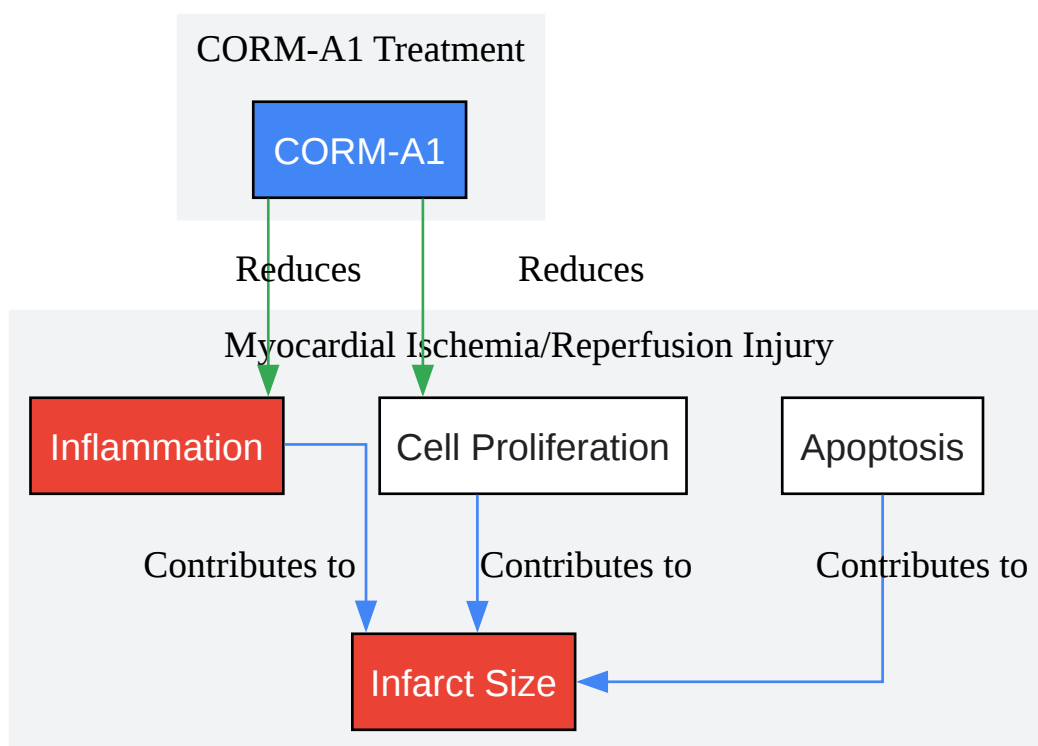 CORM-A1 Treatment
CORM-A1
Reduces
Reduces
Myocardial Ischemia/Reperfusion Injury
Inflammation
Cell Proliferation
Apoptosis
Contributes to
Contributes to
Contributes to
Infarct Size